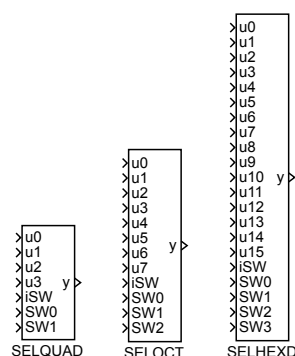 u0
u1
u2
u3
iSW
SW0
SW1
y
SELQUAD
u0
u1
u2
u3
u4
u5
u6
u7
iSW
SW0
SW1
SW2
y
SELOCT
u0
u1
u2
u3
u4
u5
u6
u7
u8
u9
u10
u11
u12
u13
u14
u15
iSW
SW0
SW1
SW2
SW3
y
SELHEXD